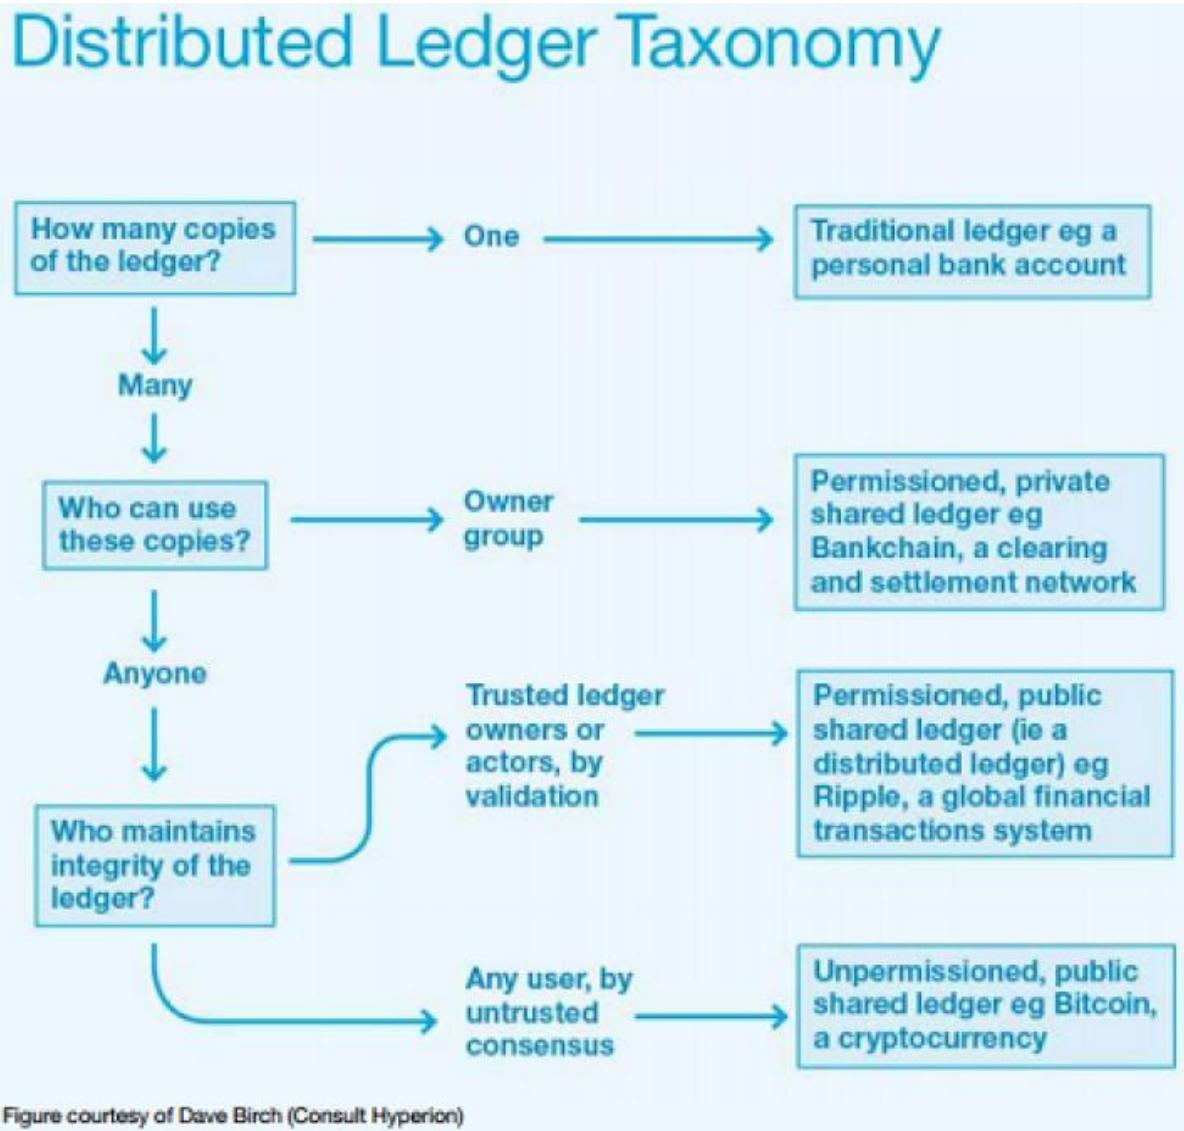 Distributed Ledger Taxonomy
How many copies
of the ledger?
One
Traditional ledger eg a
personal bank account
Many
Who can use
these copies?
Owner
group
Permissioned, private
shared ledger eg
Bankchain, a clearing
and settlement network
Anyone
Who maintains
integrity of the
ledger?
Trusted ledger
owners or
actors, by
validation
Permissioned, public
shared ledger (ie a
distributed ledger) eg
Ripple, a global financial
transactions system
Any user, by
untrusted
consensus
Unpermissioned, public
shared ledger eg Bitcoin,
a cryptocurrency
Figure courtesy of Dave Birch (Consult Hyperion)